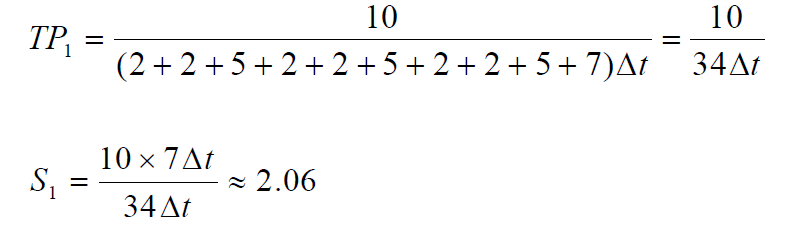 TP₁ = 10 / (2 + 2 + 5 + 2 + 2 + 5 + 2 + 2 + 5 + 7)Δt = 10 / 34Δt
S₁ = 10 × 7Δt / 34Δt ≈ 2.06